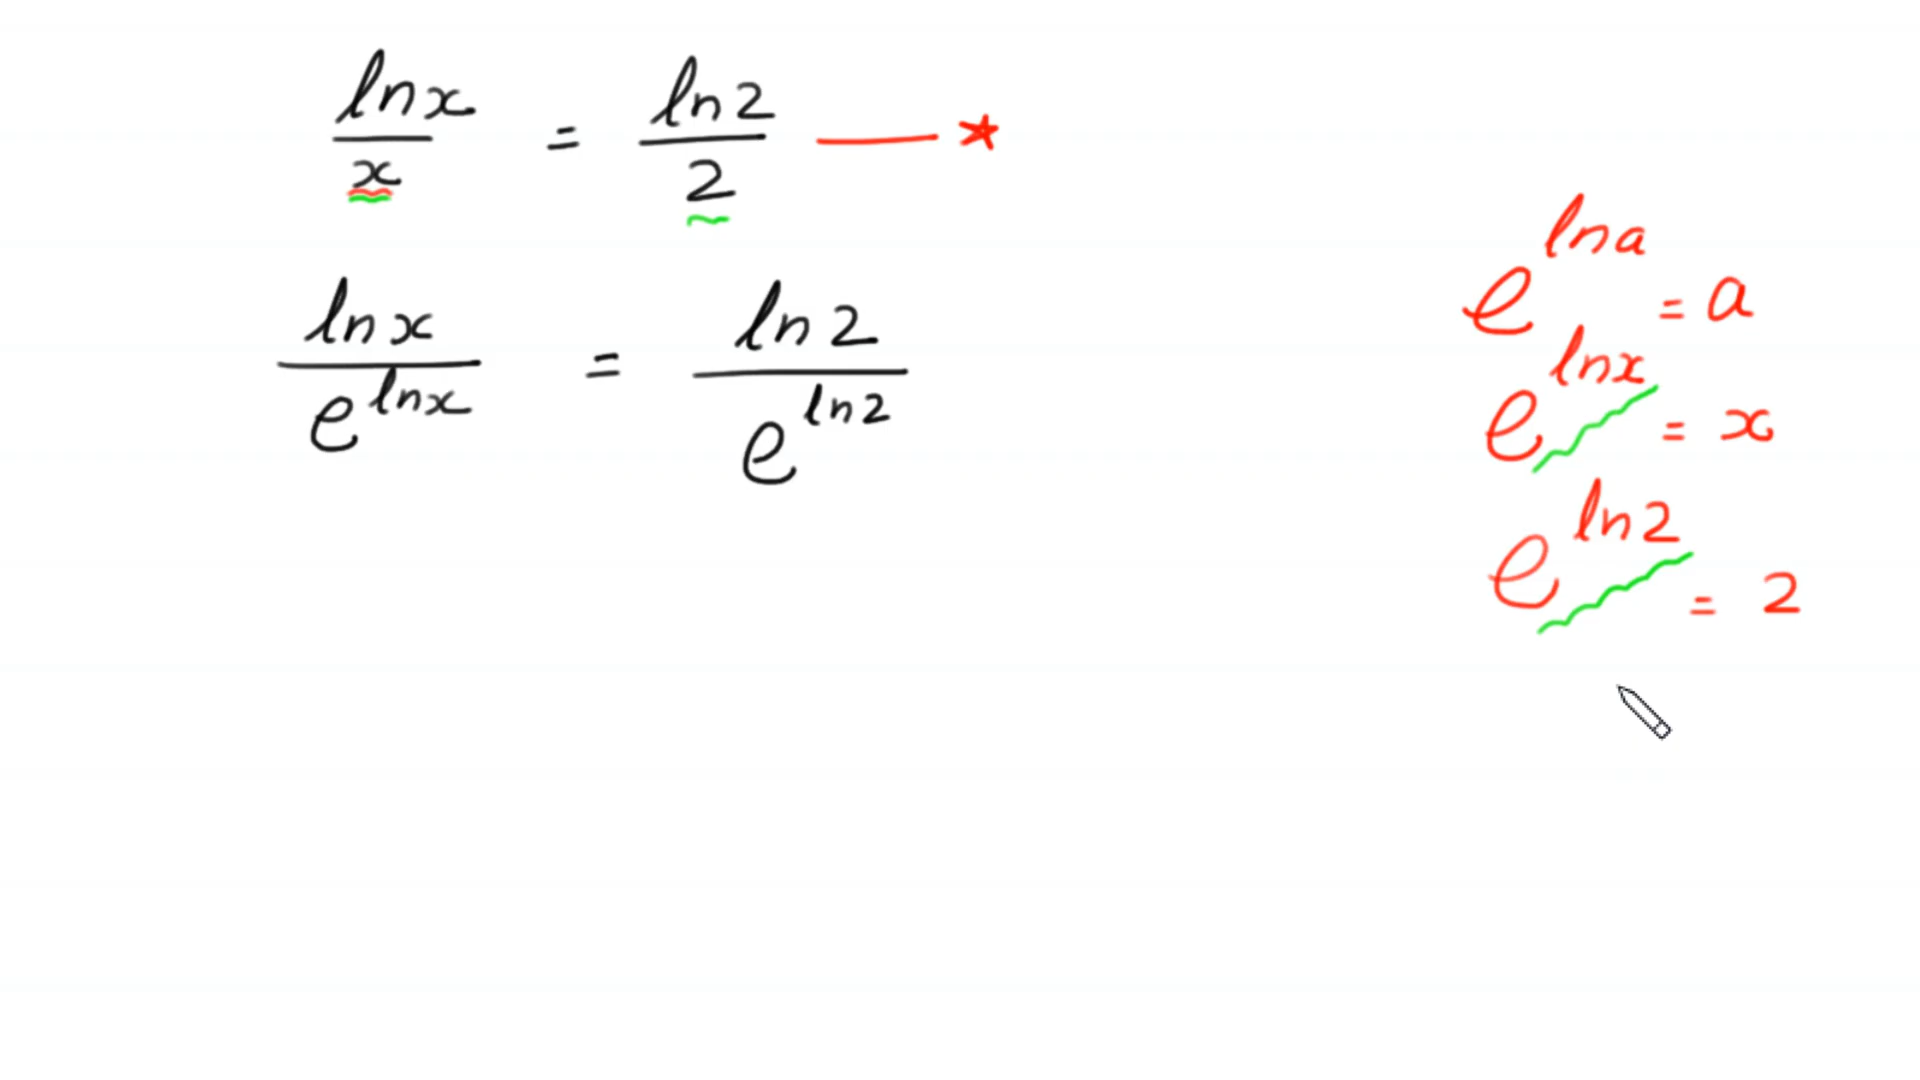 ln x / x = ln 2 / 2 — *
ln x / e^{ln x} = ln 2 / e^{ln 2}
e^{ln a} = a
e^{ln x} = x
e^{ln 2} = 2